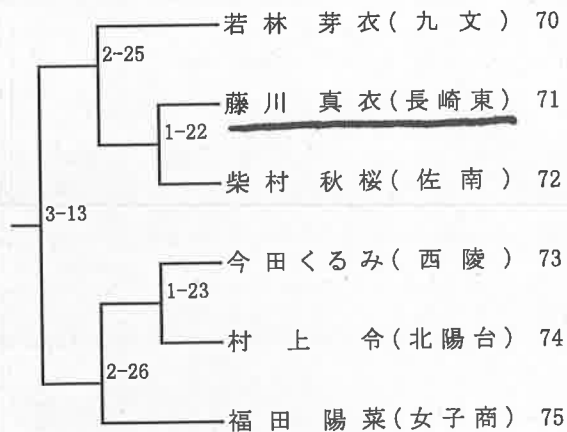 若林 芽衣(九文) 70
2-25
藤川 真衣(長崎東) 71
1-22
柴村 秋桜(佐南) 72
3-13
今田くるみ(西陵) 73
1-23
村上 令(北陽台) 74
2-26
福田 陽菜(女子商) 75